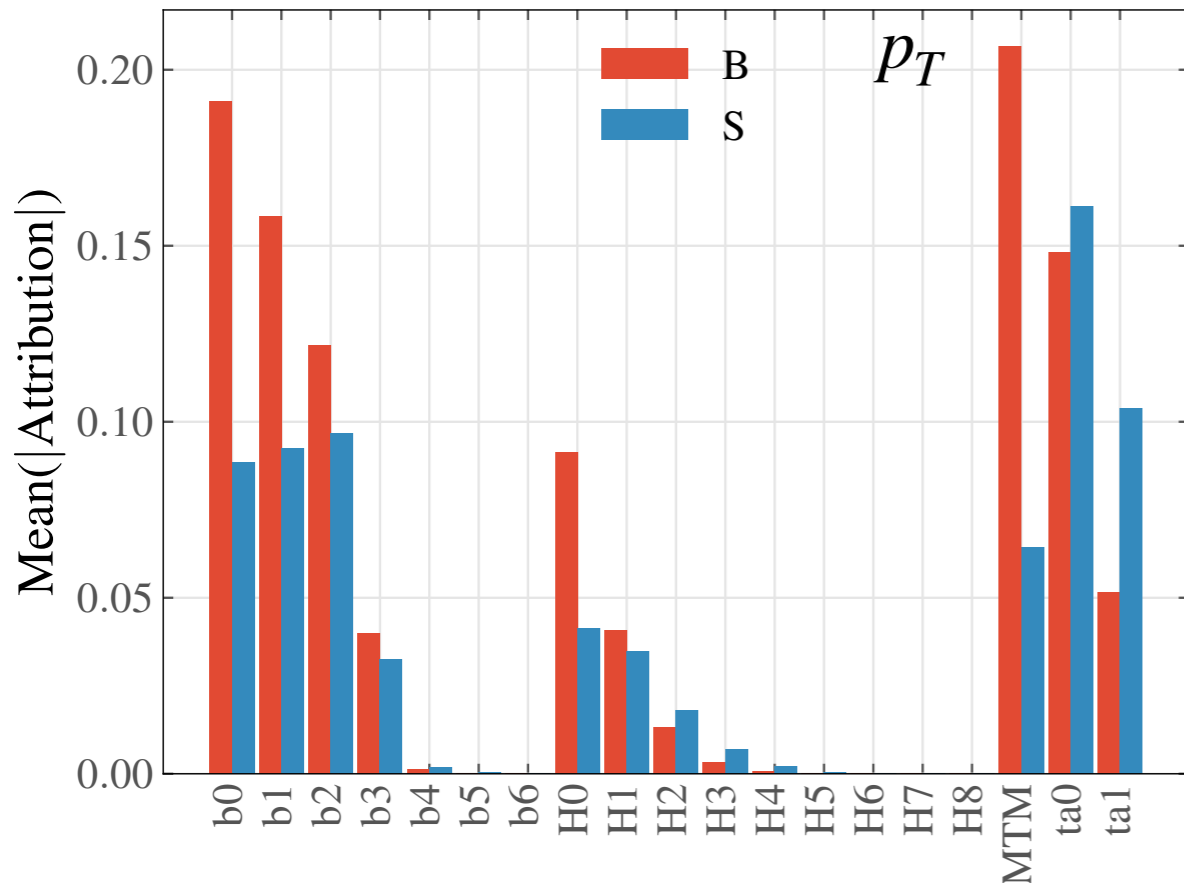 p_T
B
S
Mean(|Attribution|)
0.20
0.15
0.10
0.05
0.00
b0
b1
b2
b3
b4
b5
b6
H0
H1
H2
H3
H4
H5
H6
H7
H8
MTM
ta0
ta1